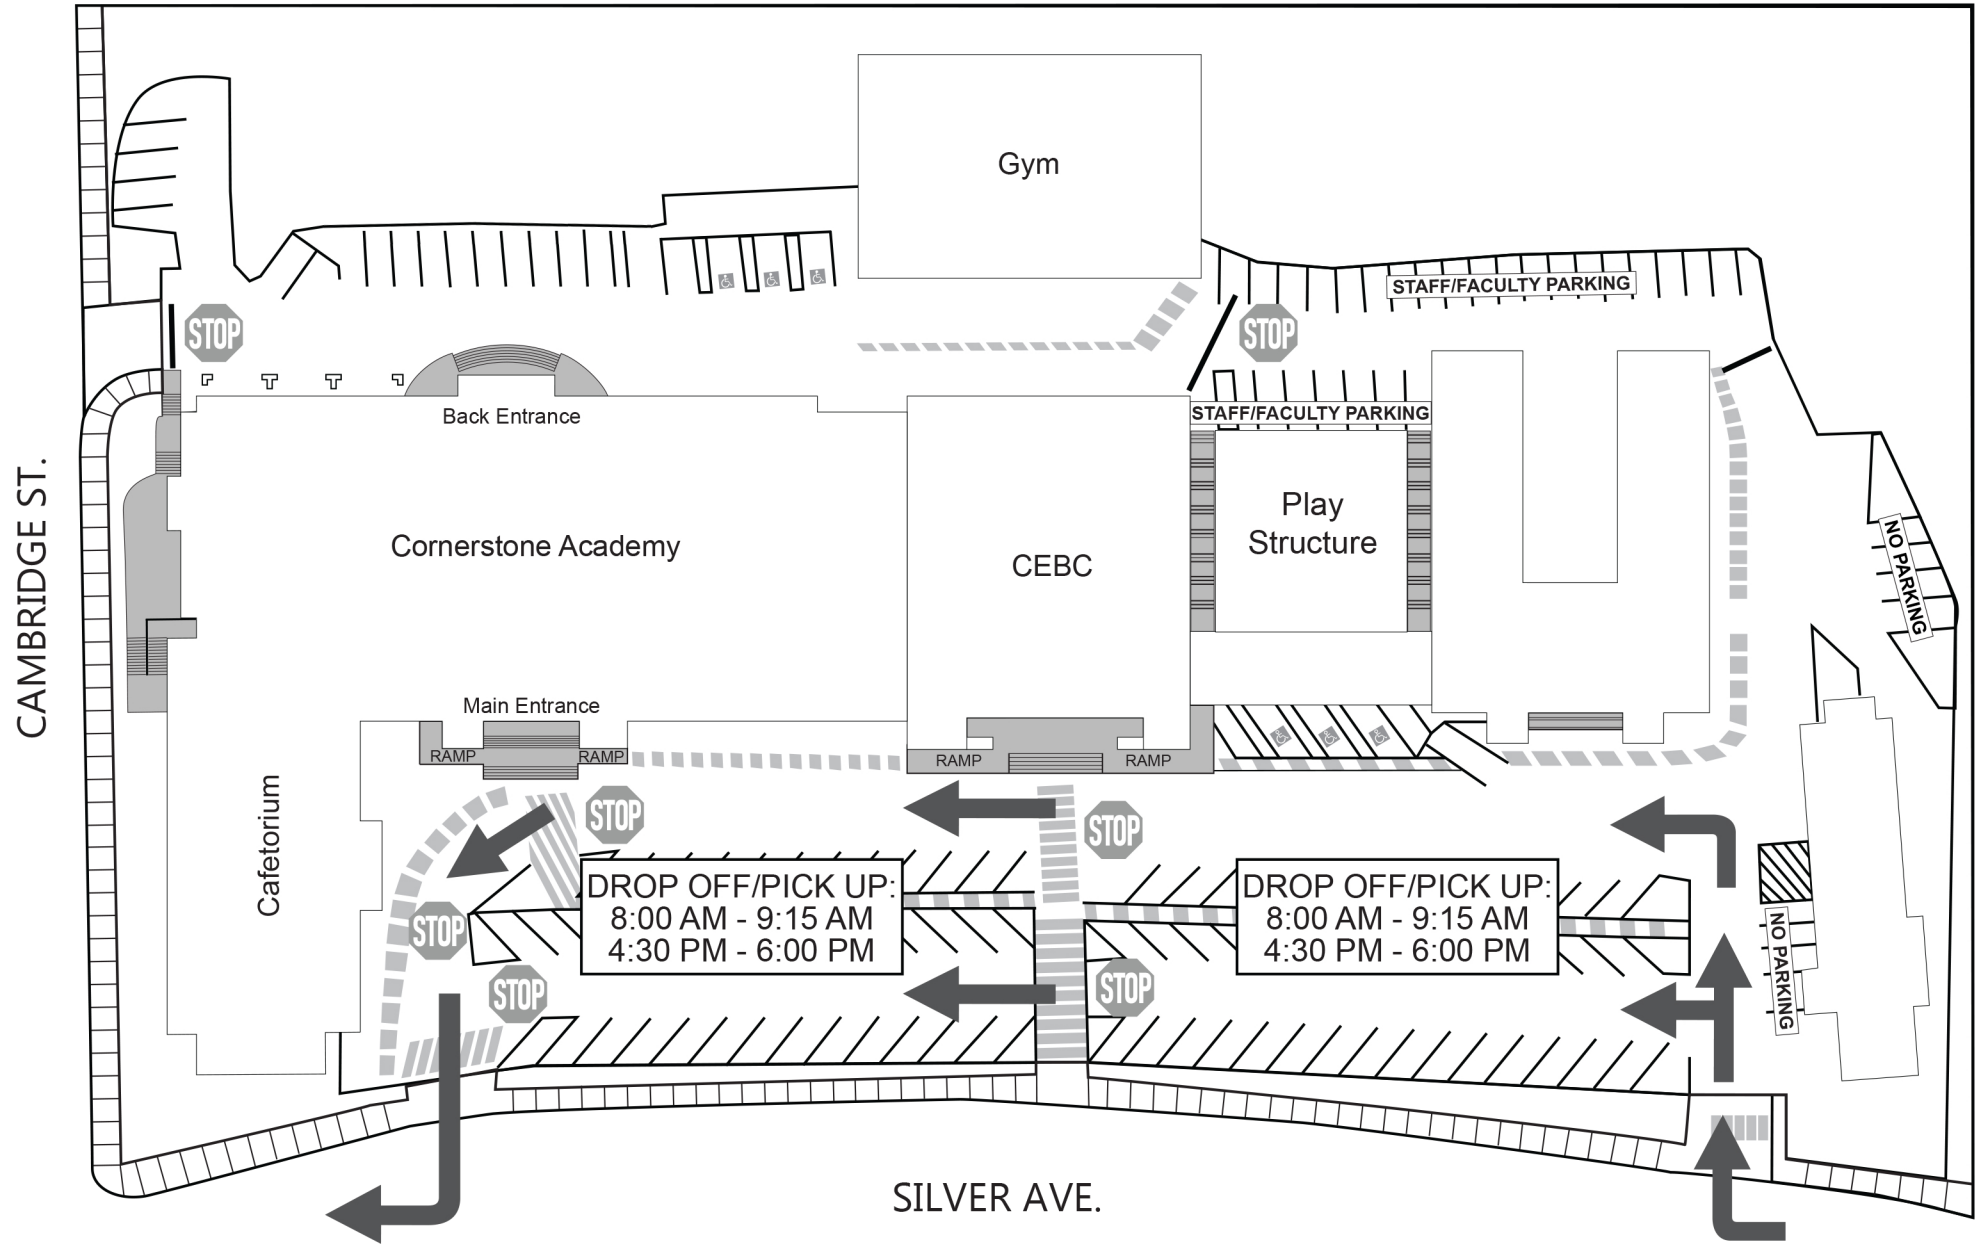 Gym
STAFF/FACULTY PARKING
STOP
STOP
Back Entrance
STAFF/FACULTY PARKING
CAMBRIDGE ST.
Cornerstone Academy
CEBC
Play
Structure
NO PARKING
Main Entrance
RAMP
RAMP
RAMP
RAMP
Cafetorium
STOP
STOP
DROP OFF/PICK UP:
8:00 AM - 9:15 AM
4:30 PM - 6:00 PM
DROP OFF/PICK UP:
8:00 AM - 9:15 AM
4:30 PM - 6:00 PM
STOP
STOP
STOP
NO PARKING
SILVER AVE.